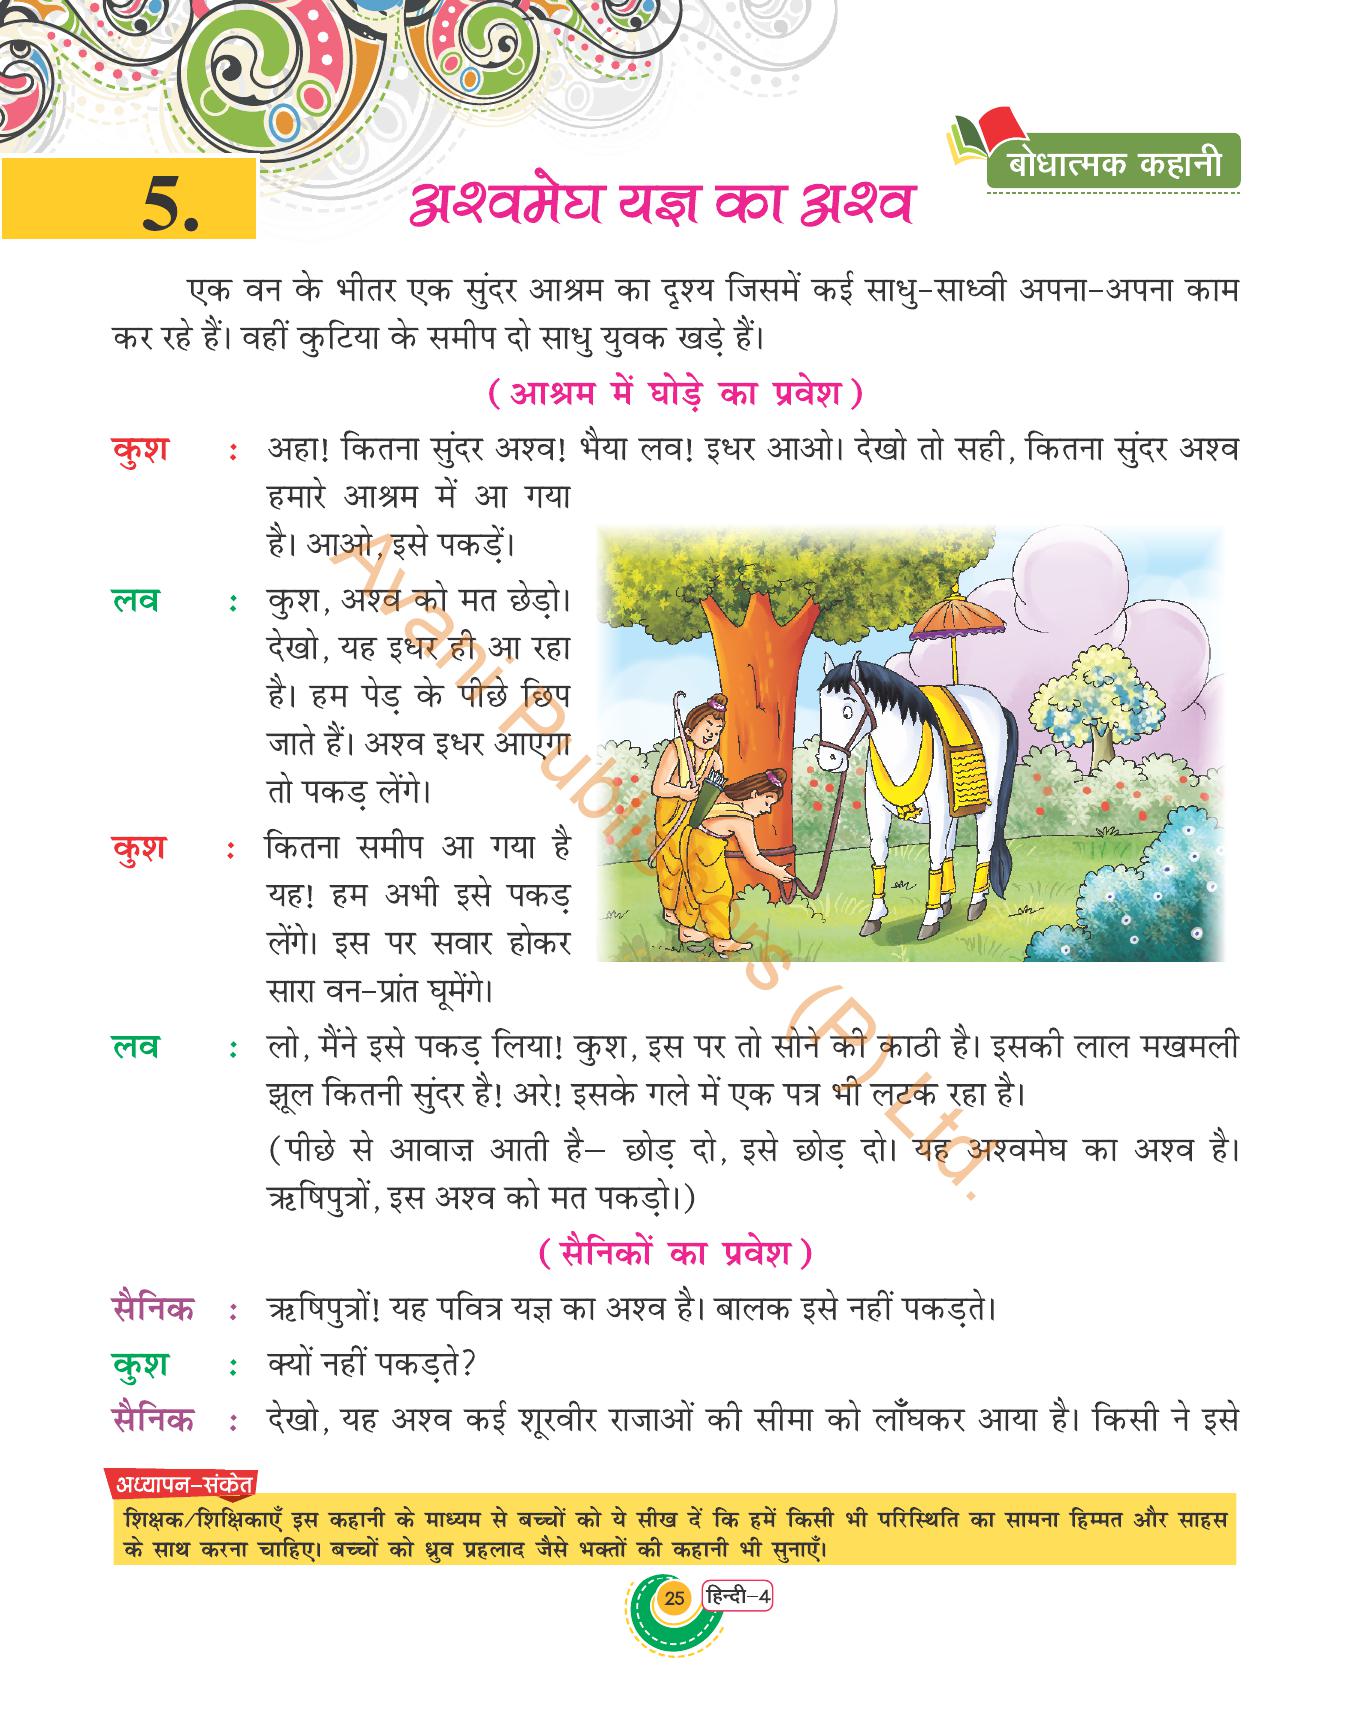 बोधात्मक कहानी
5.
अश्वमेघ यज्ञ का अश्व
एक वन के भीतर एक सुंदर आश्रम का दृश्य जिसमें कई साधु-साध्वी अपना-अपना काम
कर रहे हैं। वहीं कुटिया के समीप दो साधु युवक खड़े हैं।
(आश्रम में घोड़े का प्रवेश)
कुश : अहा! कितना सुंदर अश्व! भैया लव! इधर आओ। देखो तो सही, कितना सुंदर अश्व
हमारे आश्रम में आ गया
है। आओ, इसे पकड़ें।
लव : कुश, अश्व को मत छेड़ो।
देखो, यह इधर ही आ रहा
है। हम पेड़ के पीछे छिप
जाते हैं। अश्व इधर आएगा
तो पकड़ लेंगे।
कुश : कितना समीप आ गया है
यह! हम अभी इसे पकड़
लेंगे। इस पर सवार होकर
सारा वन-प्रांत घूमेंगे।
लव : लो, मैंने इसे पकड़ लिया! कुश, इस पर तो सोने की काठी है। इसकी लाल मखमली
झूल कितनी सुंदर है! अरे! इसके गले में एक पत्र भी लटक रहा है।
(पीछे से आवाज़ आती है– छोड़ दो, इसे छोड़ दो। यह अश्वमेघ का अश्व है।
ऋषिपुत्रों, इस अश्व को मत पकड़ो।)
(सैनिकों का प्रवेश)
सैनिक : ऋषिपुत्रों! यह पवित्र यज्ञ का अश्व है। बालक इसे नहीं पकड़ते।
कुश : क्यों नहीं पकड़ते?
सैनिक : देखो, यह अश्व कई शूरवीर राजाओं की सीमा को लाँघकर आया है। किसी ने इसे
अध्यापन-संकेत
शिक्षक/शिक्षिकाएँ इस कहानी के माध्यम से बच्चों को ये सीख दें कि हमें किसी भी परिस्थिति का सामना हिम्मत और साहस
के साथ करना चाहिए। बच्चों को ध्रुव प्रहलाद जैसे भक्तों की कहानी भी सुनाएँ।
25 हिन्दी-4
Avani Publishers (P) Ltd.